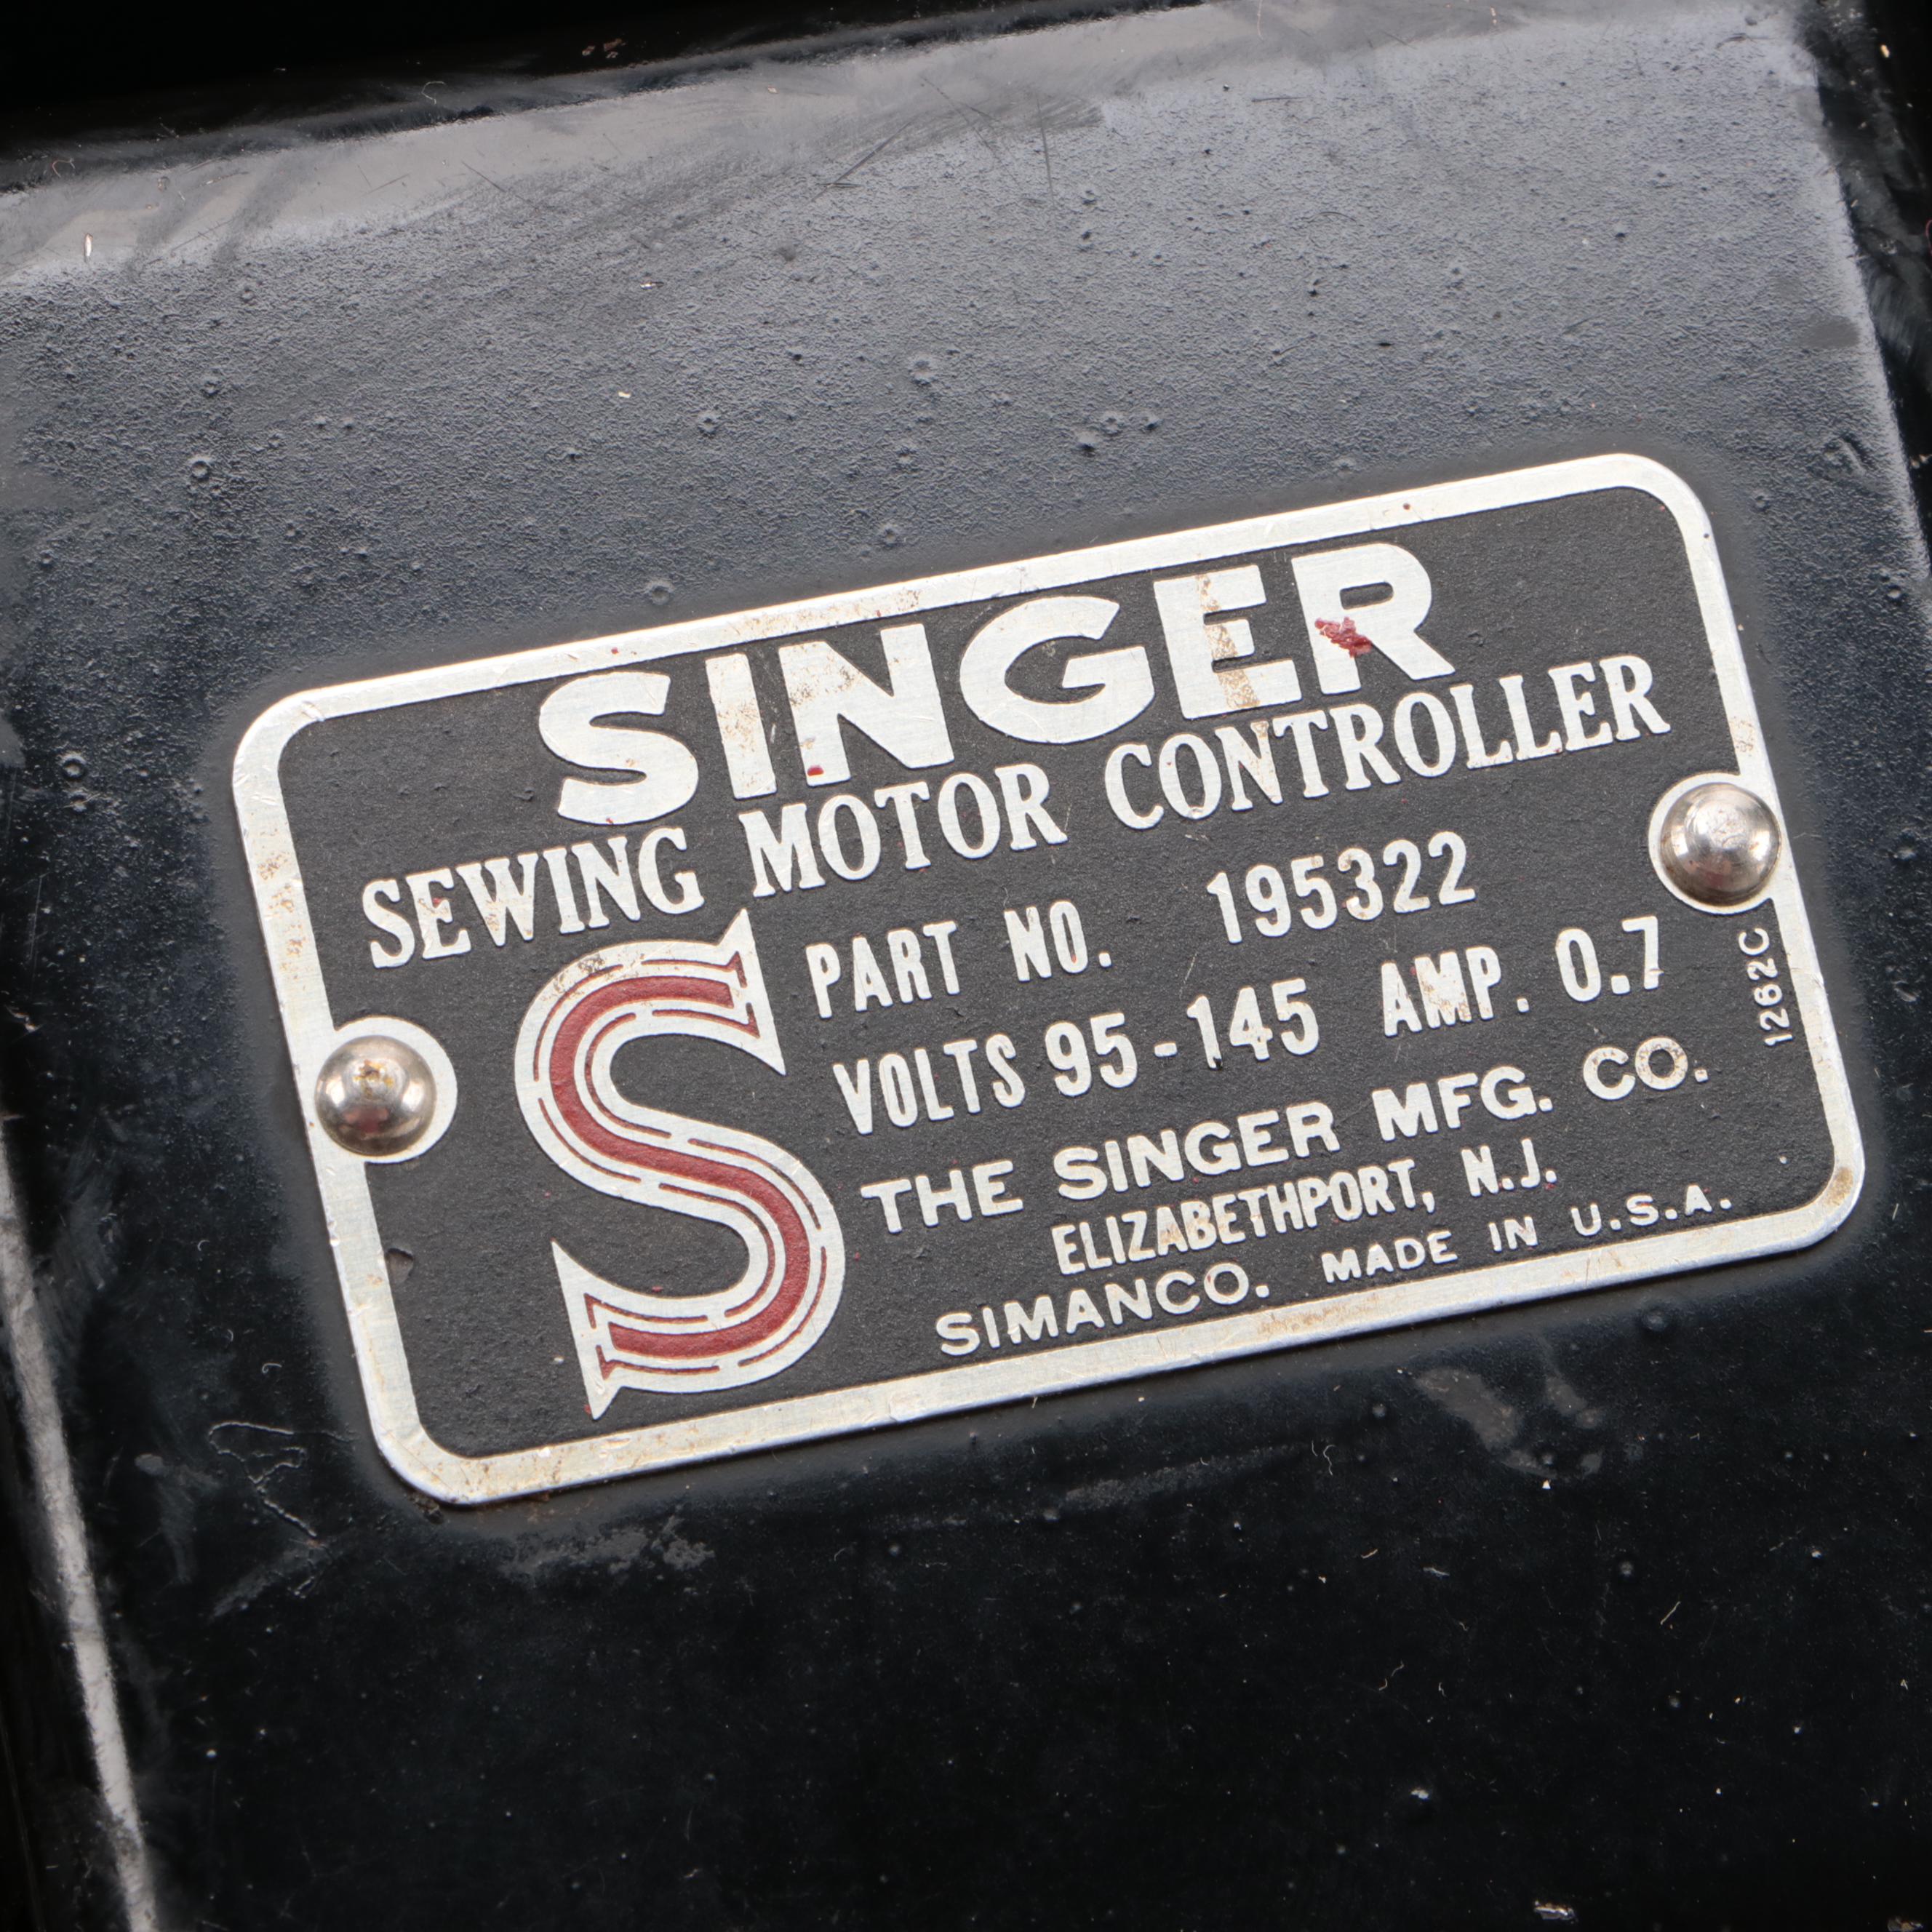 SINGER
SEWING MOTOR CONTROLLER
PART NO. 195322
VOLTS 95-145 AMP. 0.7
THE SINGER MFG. CO.
ELIZABETHPORT, N.J.
SIMANCO. MADE IN U.S.A.
S
1262C